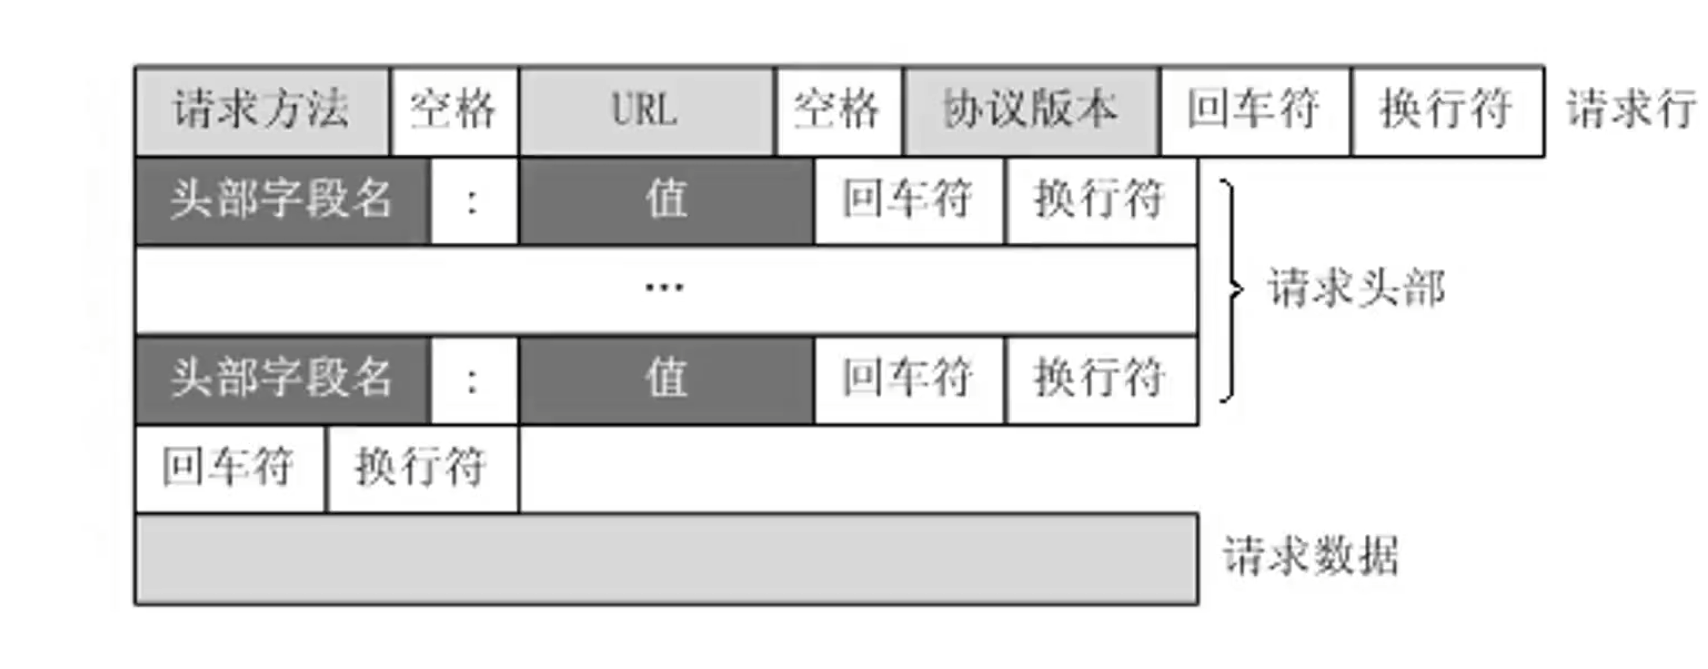 请求方法 空格 URL 空格 协议版本 回车符 换行符 请求行
头部字段名 : 值 回车符 换行符
… 请求头部
头部字段名 : 值 回车符 换行符
回车符 换行符
请求数据